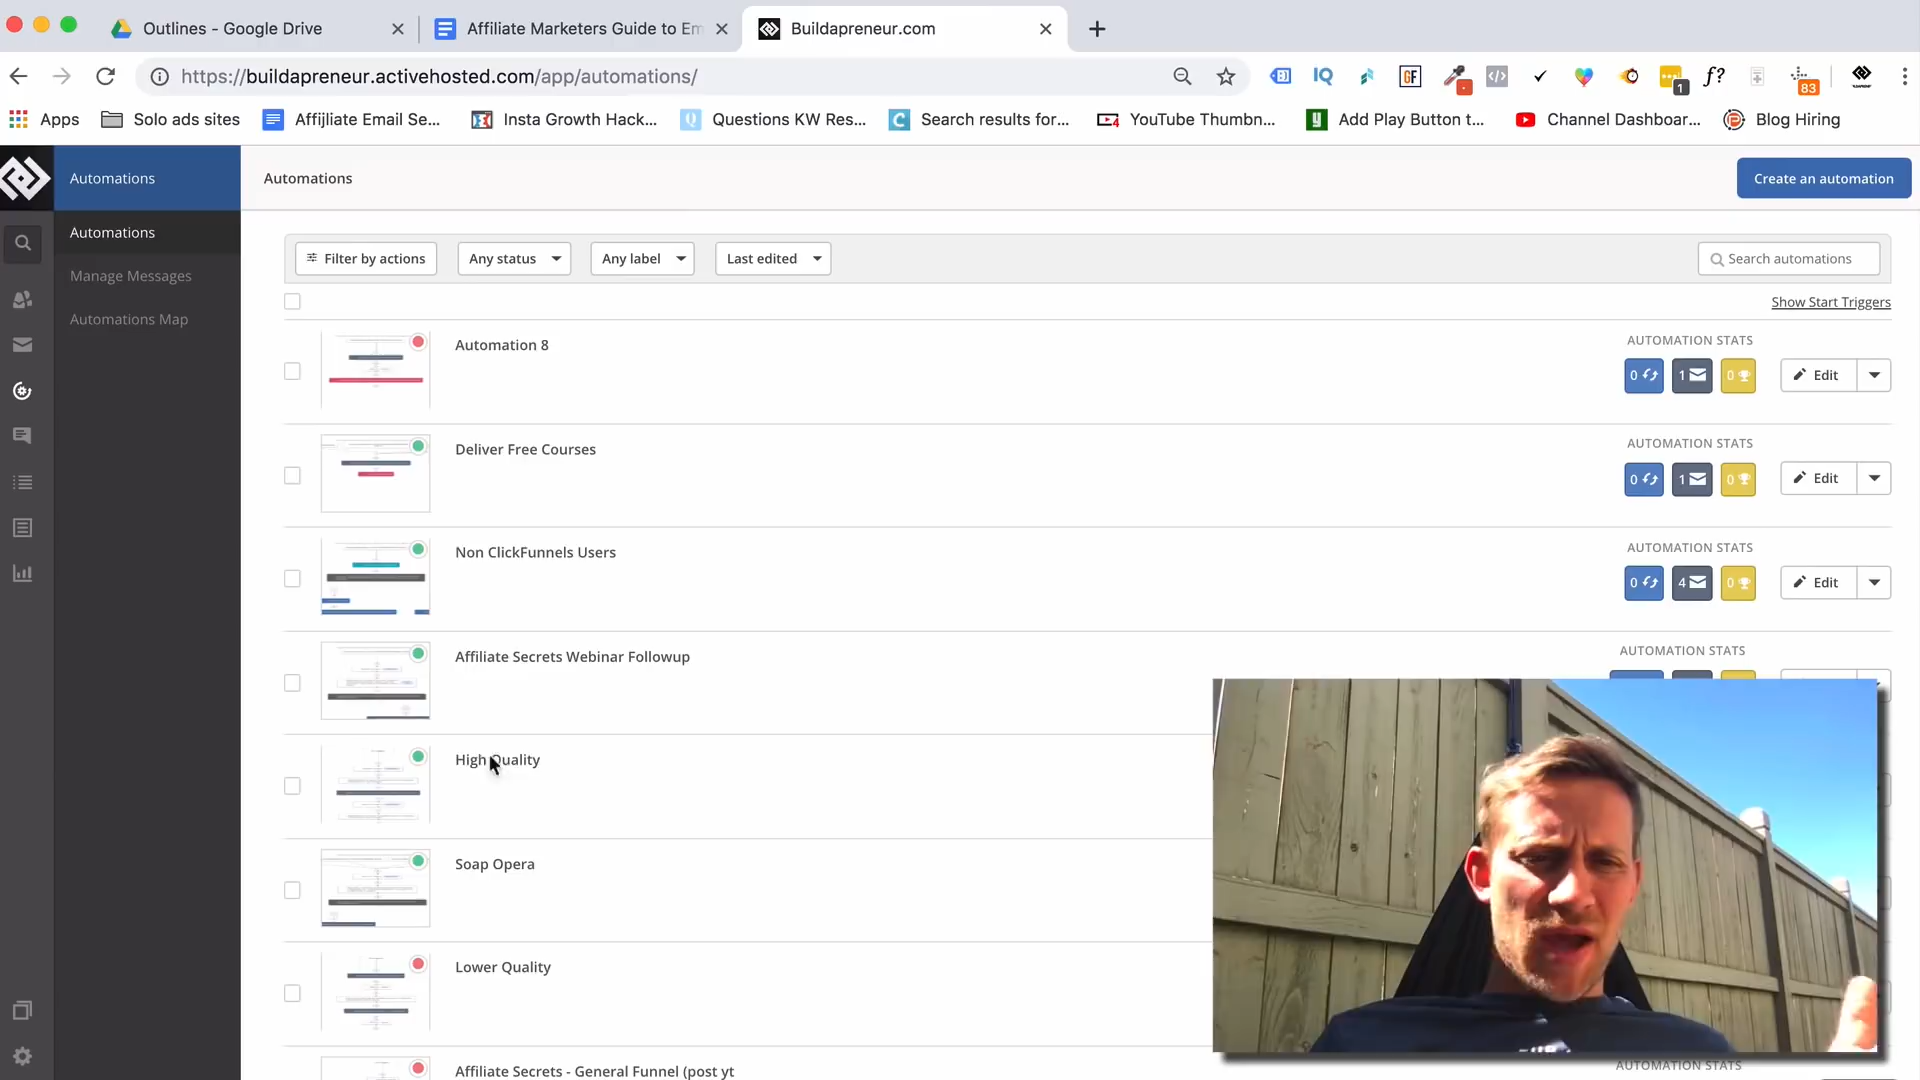 Outlines - Google Drive
Affiliate Marketers Guide to Em
Buildapreneur.com
https://buildapreneur.activehosted.com/app/automations/
IQ
GF
1
f?
83
Apps
Solo ads sites
Affijliate Email Se...
Insta Growth Hack...
Questions KW Res...
Search results for...
YouTube Thumbn...
Add Play Button t...
Channel Dashboar...
Blog Hiring
Automations
Automations
Create an automation
Automations
Manage Messages
Automations Map
Filter by actions
Any status
Any label
Last edited
Search automations
Show Start Triggers
Automation 8
AUTOMATION STATS
0
1
0
Edit
Deliver Free Courses
AUTOMATION STATS
0
1
0
Edit
Non ClickFunnels Users
AUTOMATION STATS
0
4
0
Edit
Affiliate Secrets Webinar Followup
AUTOMATION STATS
High Quality
Soap Opera
Lower Quality
Affiliate Secrets - General Funnel (post yt
AUTOMATION STATS